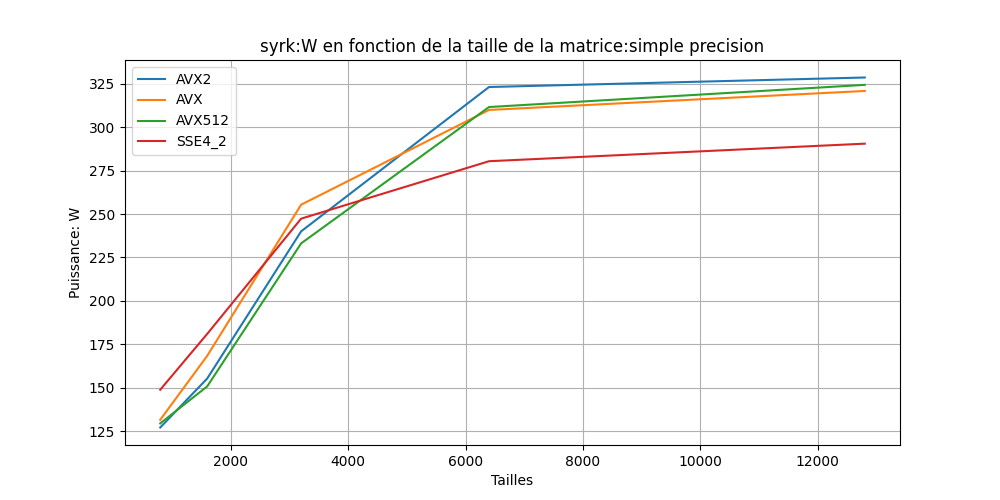 syrk:W en fonction de la taille de la matrice:simple precision
AVX2
AVX
AVX512
SSE4_2
Puissance: W
325
300
275
250
225
200
175
150
125
2000 4000 6000 8000 10000 12000
Tailles